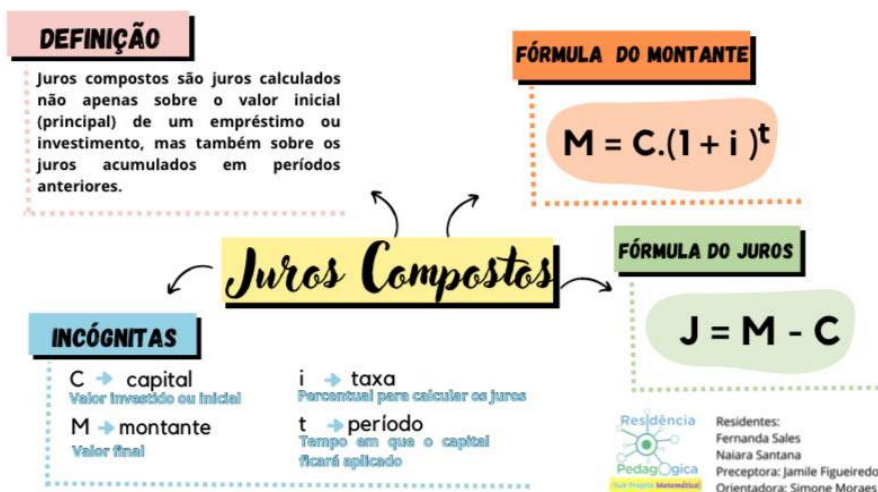 DEFINIÇÃO
Juros compostos são juros calculados
não apenas sobre o valor inicial
(principal) de um empréstimo ou
investimento, mas também sobre os
juros acumulados em períodos
anteriores.
FÓRMULA DO MONTANTE
M = C.(1 + i )^t
Juros Compostos
FÓRMULA DO JUROS
J = M - C
INCÓGNITAS
C → capital
Valor investido ou inicial
M → montante
Valor final
i → taxa
Percentual para calcular os juros
t → período
Tempo em que o capital
ficará aplicado
Residência
Pedagógica
Sub Projeto Matemática
Residentes:
Fernanda Sales
Naiara Santana
Preceptora: Jamile Figueiredo
Orientadora: Simone Moraes